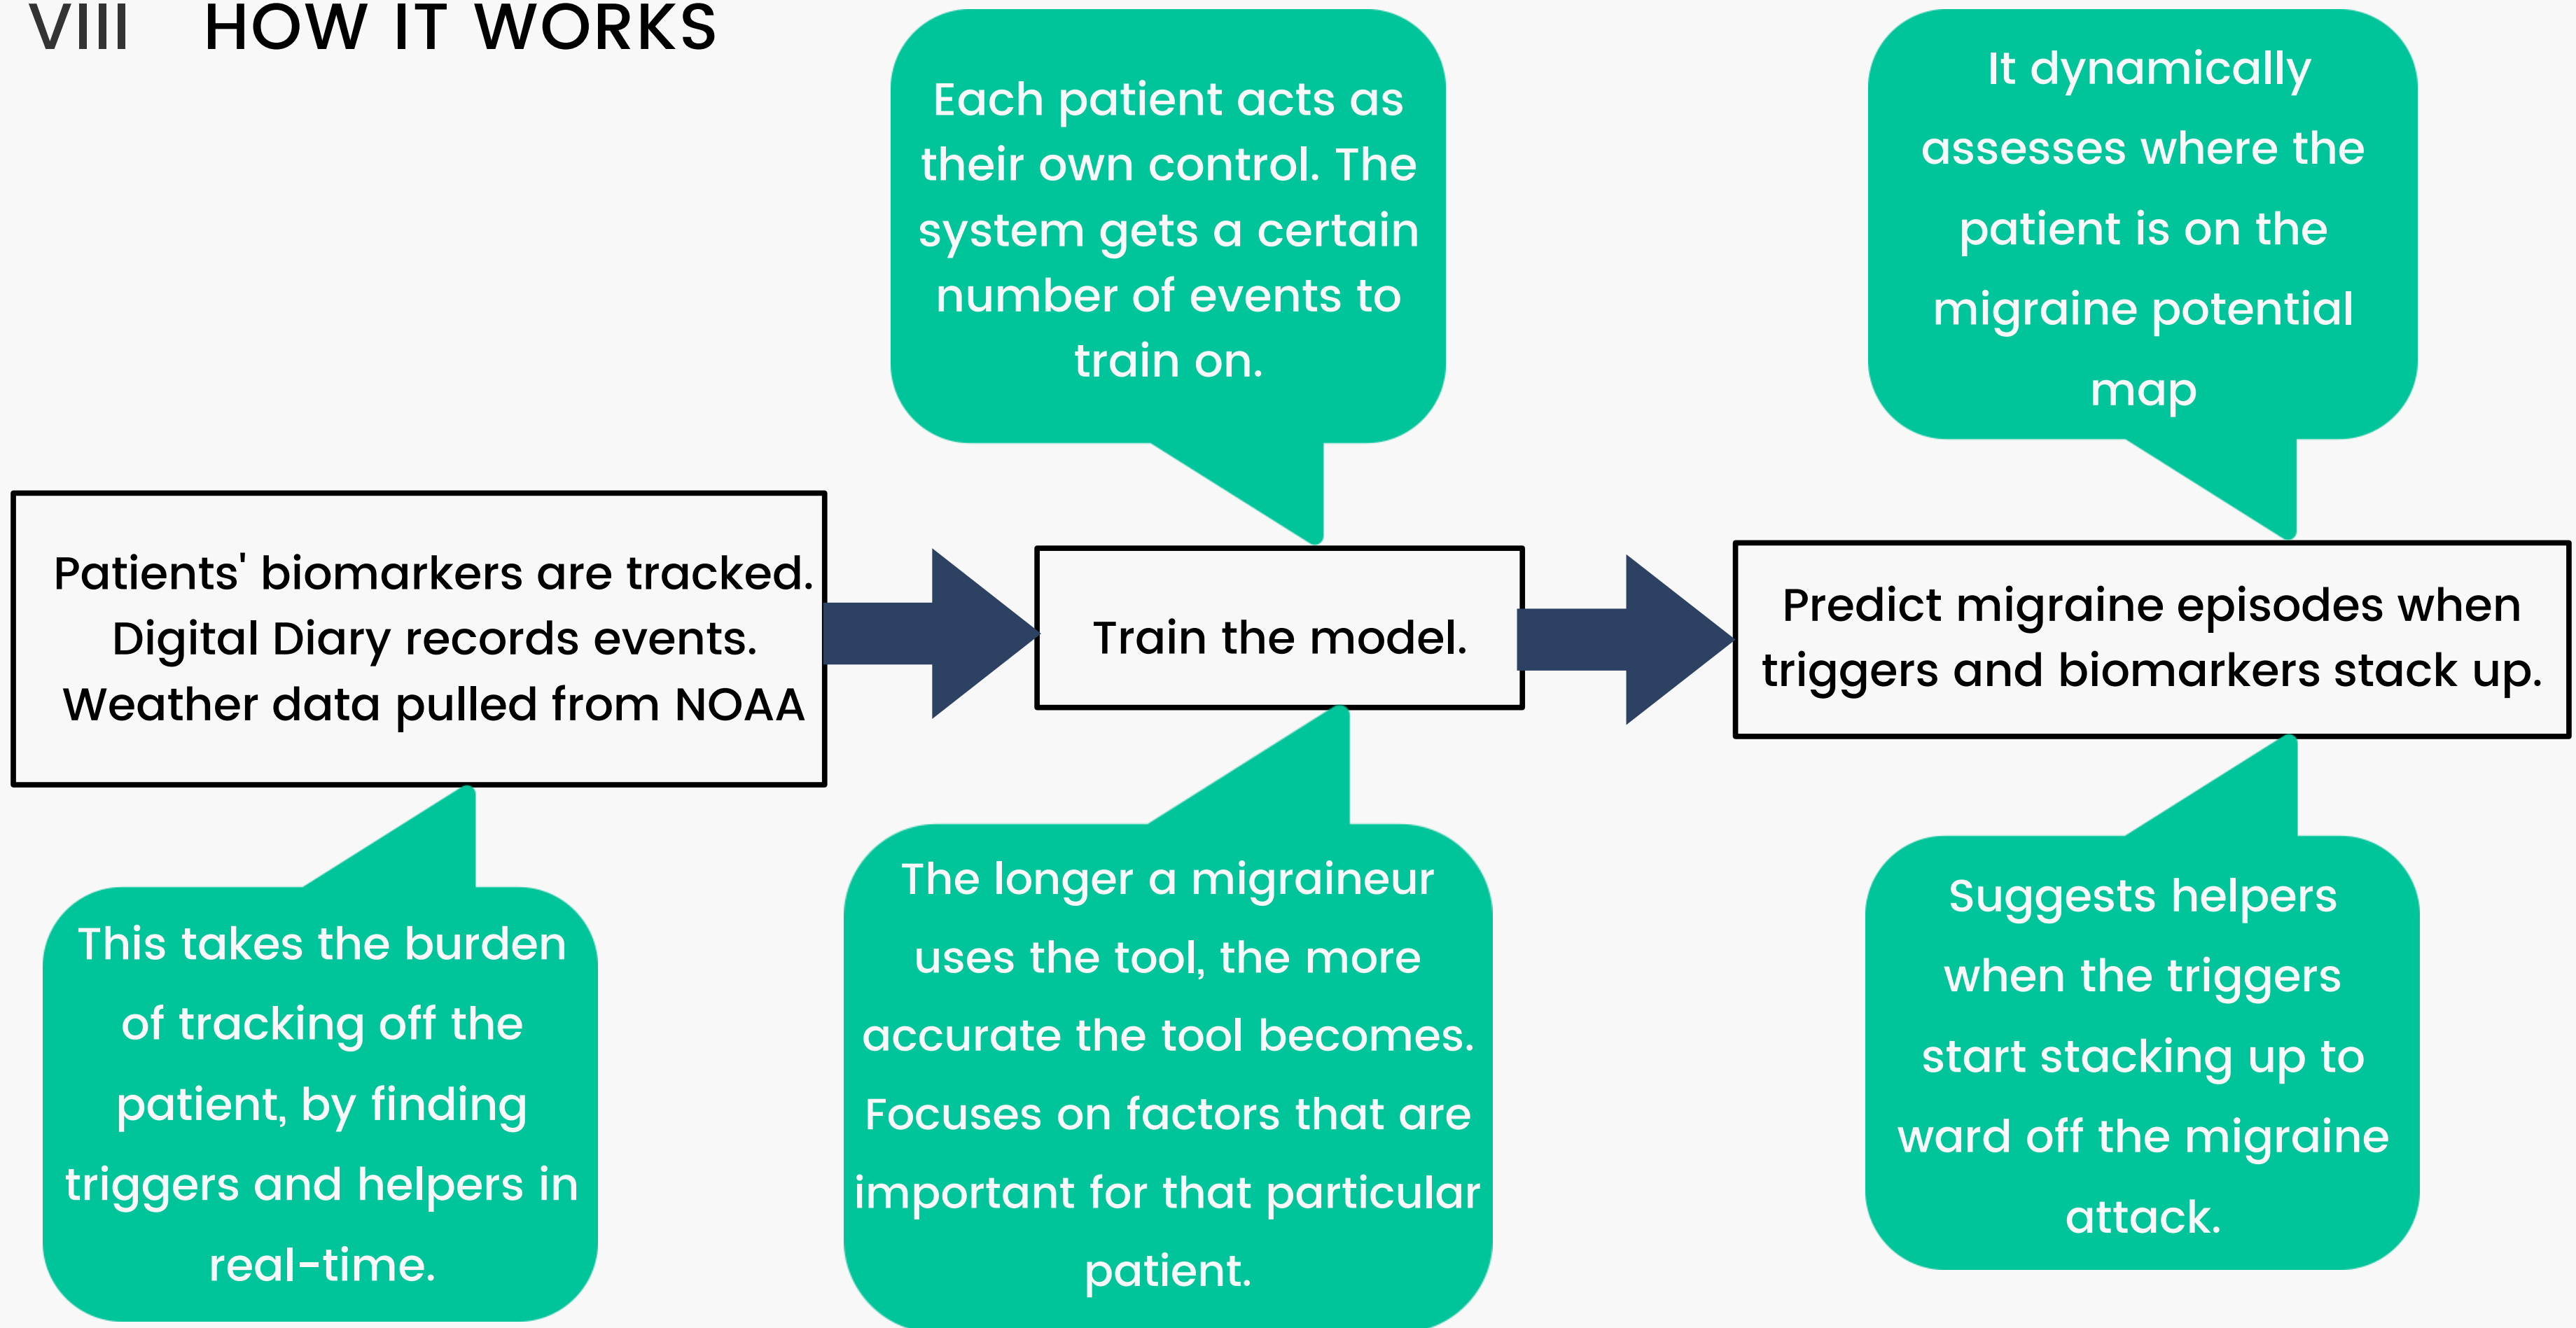 VIII HOW IT WORKS
Each patient acts as
their own control. The
system gets a certain
number of events to
train on.
It dynamically
assesses where the
patient is on the
migraine potential
map
Patients' biomarkers are tracked.
Digital Diary records events.
Weather data pulled from NOAA
Train the model.
Predict migraine episodes when
triggers and biomarkers stack up.
This takes the burden
of tracking off the
patient, by finding
triggers and helpers in
real-time.
The longer a migraineur
uses the tool, the more
accurate the tool becomes.
Focuses on factors that are
important for that particular
patient.
Suggests helpers
when the triggers
start stacking up to
ward off the migraine
attack.